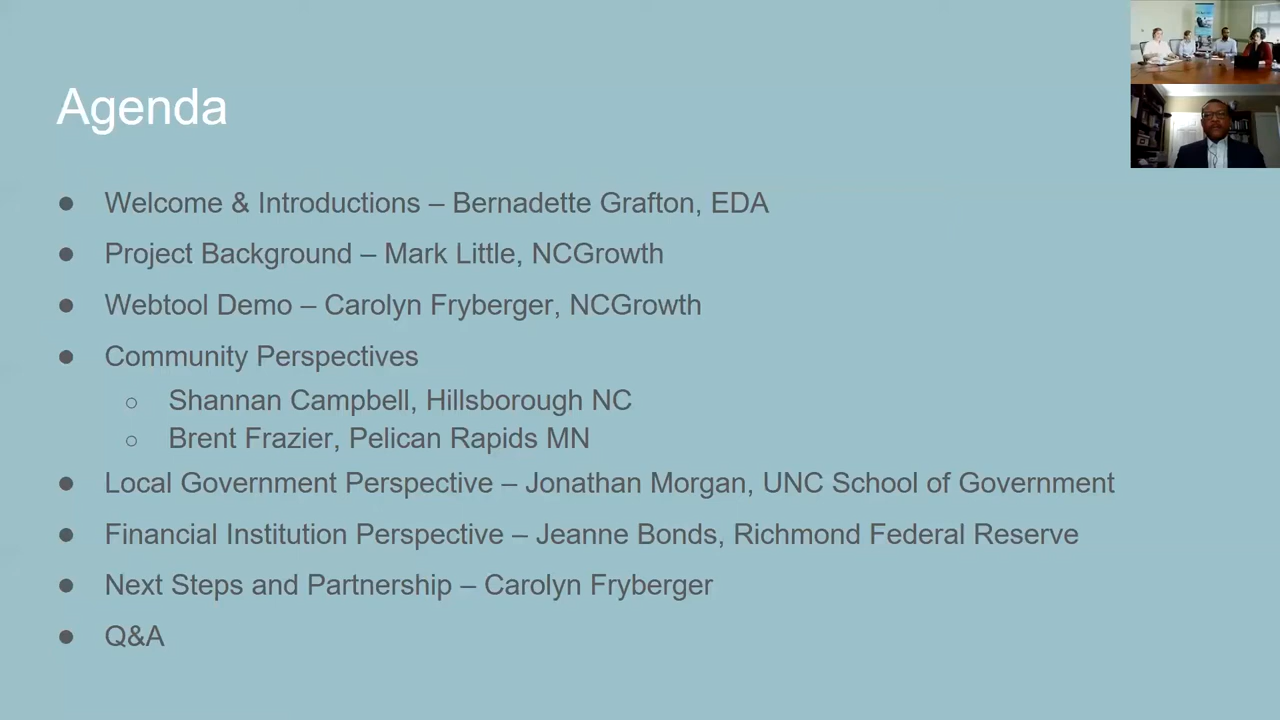 Agenda
● Welcome & Introductions – Bernadette Grafton, EDA
● Project Background – Mark Little, NCGrowth
● Webtool Demo – Carolyn Fryberger, NCGrowth
● Community Perspectives
○ Shannan Campbell, Hillsborough NC
○ Brent Frazier, Pelican Rapids MN
● Local Government Perspective – Jonathan Morgan, UNC School of Government
● Financial Institution Perspective – Jeanne Bonds, Richmond Federal Reserve
● Next Steps and Partnership – Carolyn Fryberger
● Q&A